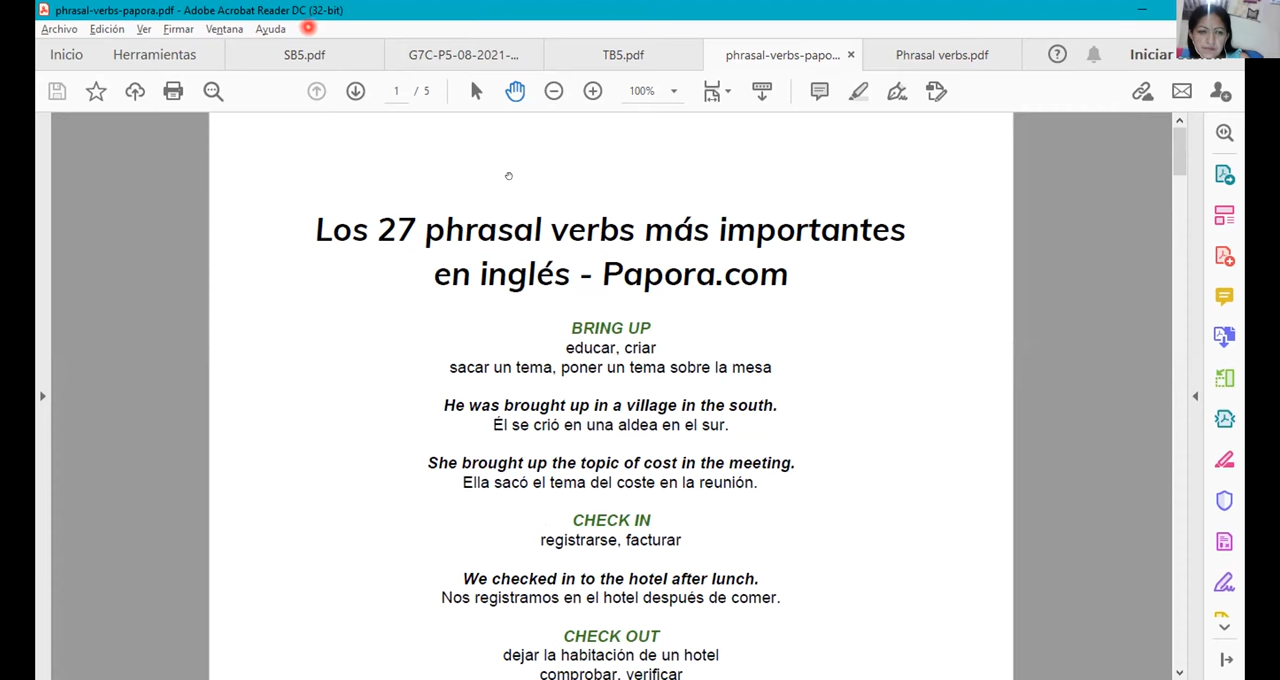 phrasal-verbs-papora.pdf - Adobe Acrobat Reader DC (32-bit)
Archivo Edición Ver Firmar Ventana Ayuda
Inicio Herramientas SB5.pdf G7C-P5-08-2021-... TB5.pdf phrasal-verbs-papo... × Phrasal verbs.pdf Iniciar
1 / 5 100%
Los 27 phrasal verbs más importantes
en inglés - Papora.com
BRING UP
educar, criar
sacar un tema, poner un tema sobre la mesa
He was brought up in a village in the south.
Él se crió en una aldea en el sur.
She brought up the topic of cost in the meeting.
Ella sacó el tema del coste en la reunión.
CHECK IN
registrarse, facturar
We checked in to the hotel after lunch.
Nos registramos en el hotel después de comer.
CHECK OUT
dejar la habitación de un hotel
comprobar, verificar